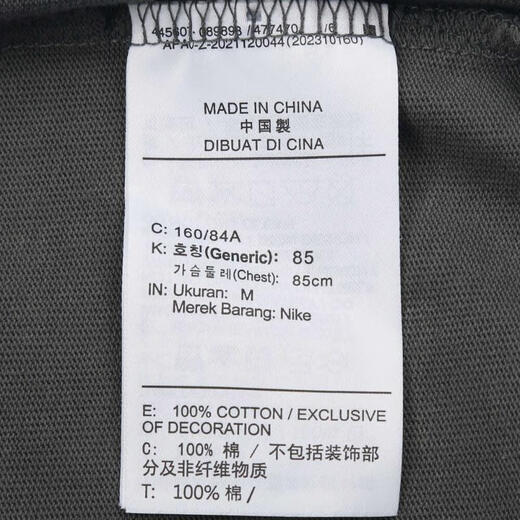 MADE IN CHINA
中国製
DIBUAT DI CINA
C: 160/84A
K: 호칭(Generic): 85
가슴둘레(Chest): 85cm
IN: Ukuran: M
Merek Barang: Nike
E: 100% COTTON / EXCLUSIVE
OF DECORATION
C: 100% 棉 / 不包括装饰部
分及非纤维物质
T: 100% 棉 /